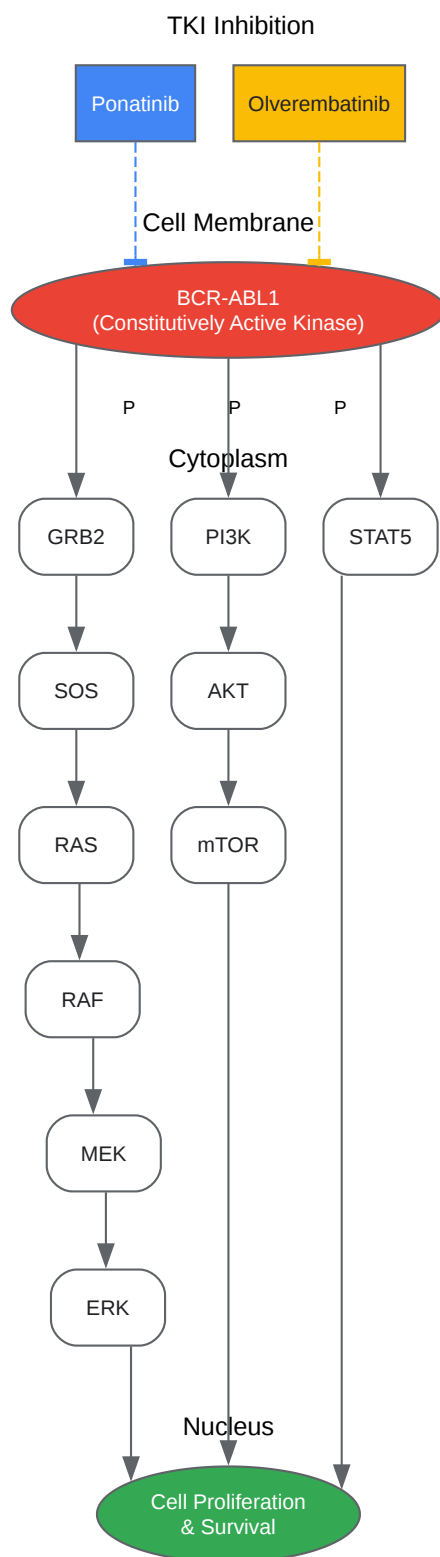 TKI Inhibition
Ponatinib
Olverembatinib
Cell Membrane
BCR-ABL1
(Constitutively Active Kinase)
P
P
P
Cytoplasm
GRB2
PI3K
STAT5
SOS
AKT
RAS
mTOR
RAF
MEK
ERK
Nucleus
Cell Proliferation
& Survival